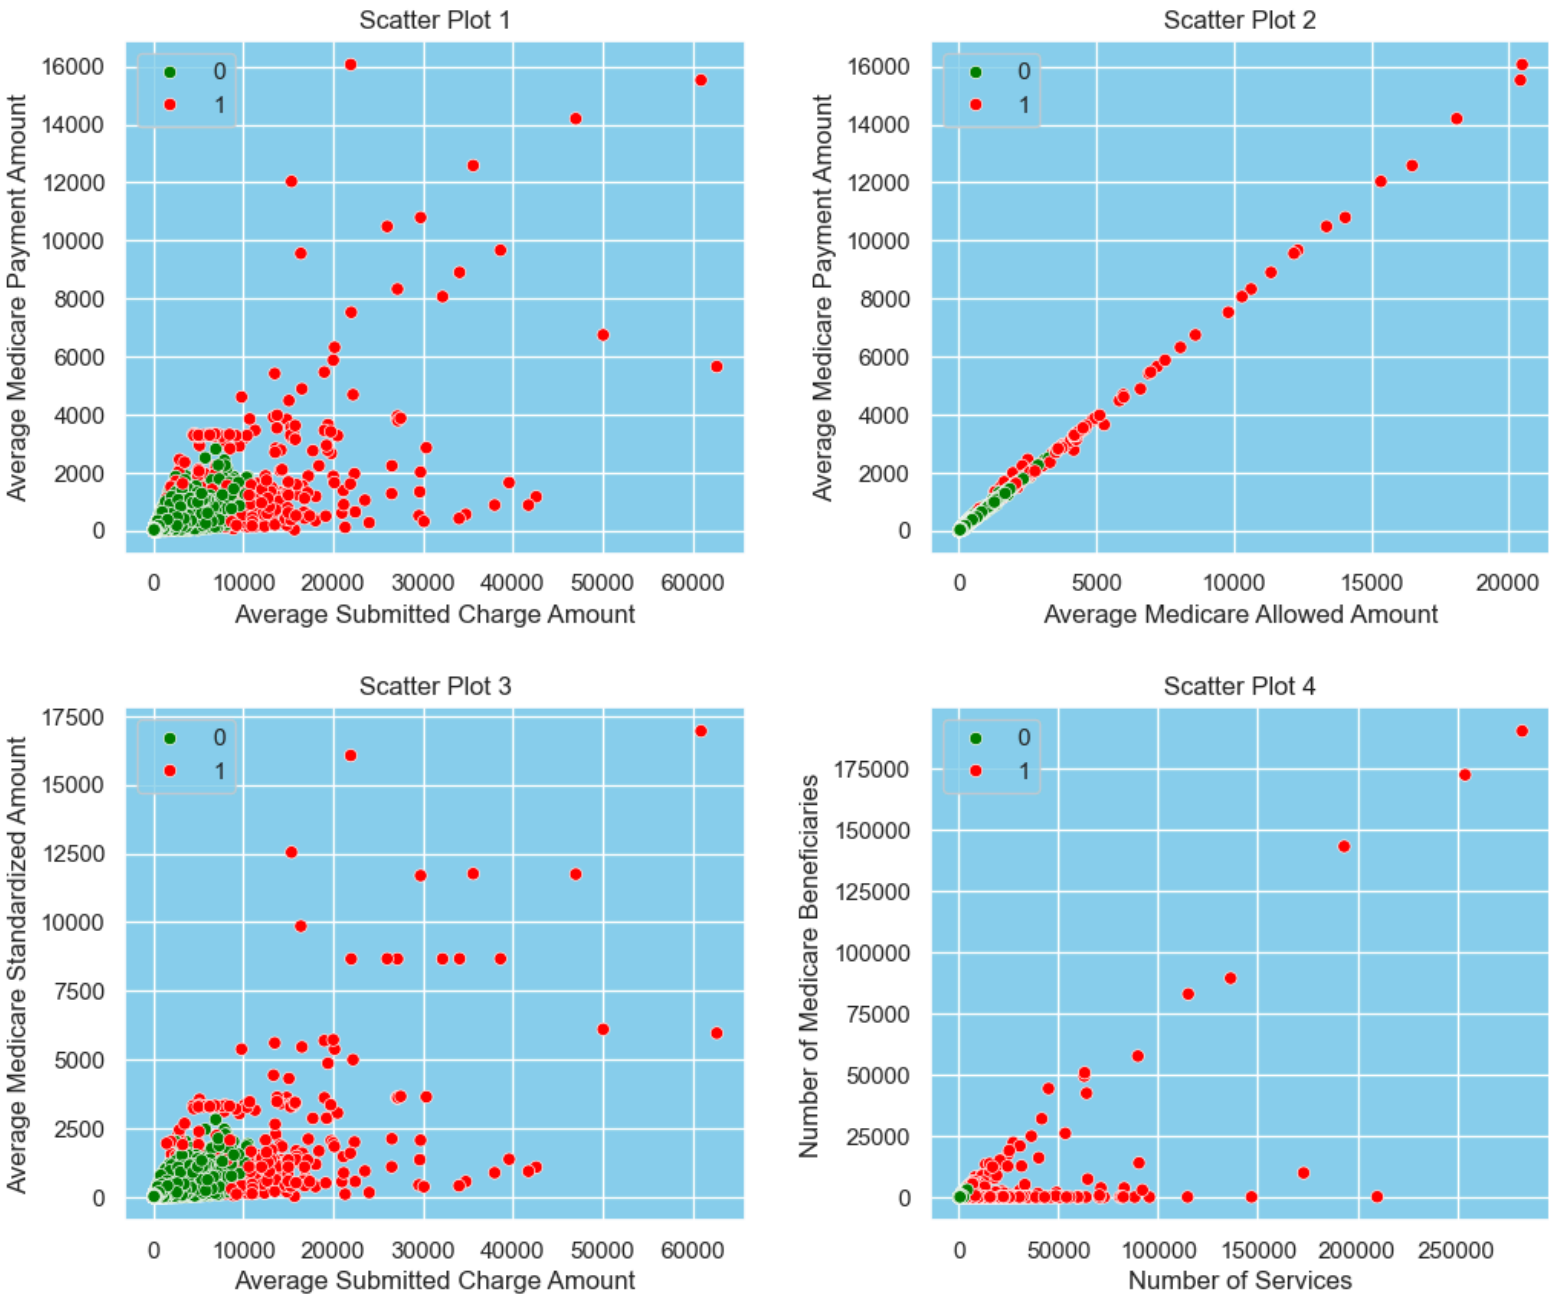 Scatter Plot 1
Average Medicare Payment Amount
16000
14000
12000
10000
8000
6000
4000
2000
0
0
1
0 10000 20000 30000 40000 50000 60000
Average Submitted Charge Amount
Scatter Plot 2
Average Medicare Payment Amount
16000
14000
12000
10000
8000
6000
4000
2000
0
0
1
0 5000 10000 15000 20000
Average Medicare Allowed Amount
Scatter Plot 3
Average Medicare Standardized Amount
17500
15000
12500
10000
7500
5000
2500
0
0
1
0 10000 20000 30000 40000 50000 60000
Average Submitted Charge Amount
Scatter Plot 4
Number of Medicare Beneficiaries
175000
150000
125000
100000
75000
50000
25000
0
0
1
0 50000 100000 150000 200000 250000
Number of Services